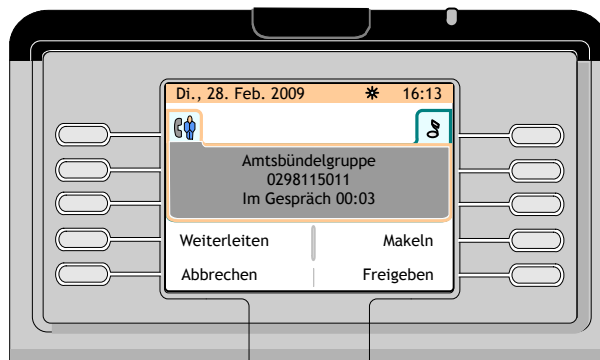 Di., 28. Feb. 2009 16:13
Amtsbündelgruppe
0298115011
Im Gespräch 00:03
Weiterleiten Makeln
Abbrechen Freigeben